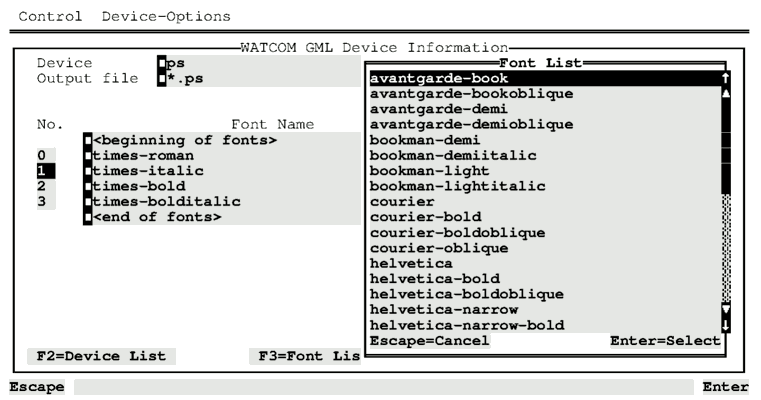 Control  Device-Options
WATCOM GML Device Information
Device ps
Output file *.ps
No. Font Name
<beginning of fonts>
0 times-roman
1 times-italic
2 times-bold
3 times-bolditalic
<end of fonts>
F2=Device List F3=Font Lis
Font List
avantgarde-book
avantgarde-bookoblique
avantgarde-demi
avantgarde-demioblique
bookman-demi
bookman-demiitalic
bookman-light
bookman-lightitalic
courier
courier-bold
courier-boldoblique
courier-oblique
helvetica
helvetica-bold
helvetica-boldoblique
helvetica-narrow
helvetica-narrow-bold
Escape=Cancel Enter=Select
Escape Enter